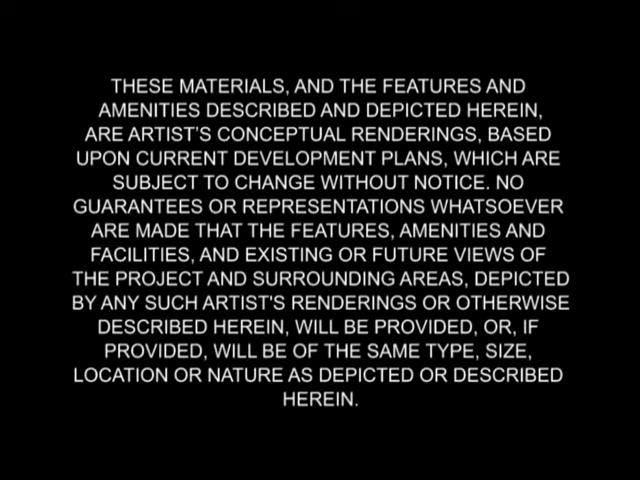 THESE MATERIALS, AND THE FEATURES AND
AMENITIES DESCRIBED AND DEPICTED HEREIN,
ARE ARTIST'S CONCEPTUAL RENDERINGS, BASED
UPON CURRENT DEVELOPMENT PLANS, WHICH ARE
SUBJECT TO CHANGE WITHOUT NOTICE. NO
GUARANTEES OR REPRESENTATIONS WHATSOEVER
ARE MADE THAT THE FEATURES, AMENITIES AND
FACILITIES, AND EXISTING OR FUTURE VIEWS OF
THE PROJECT AND SURROUNDING AREAS, DEPICTED
BY ANY SUCH ARTIST'S RENDERINGS OR OTHERWISE
DESCRIBED HEREIN, WILL BE PROVIDED, OR, IF
PROVIDED, WILL BE OF THE SAME TYPE, SIZE,
LOCATION OR NATURE AS DEPICTED OR DESCRIBED
HEREIN.